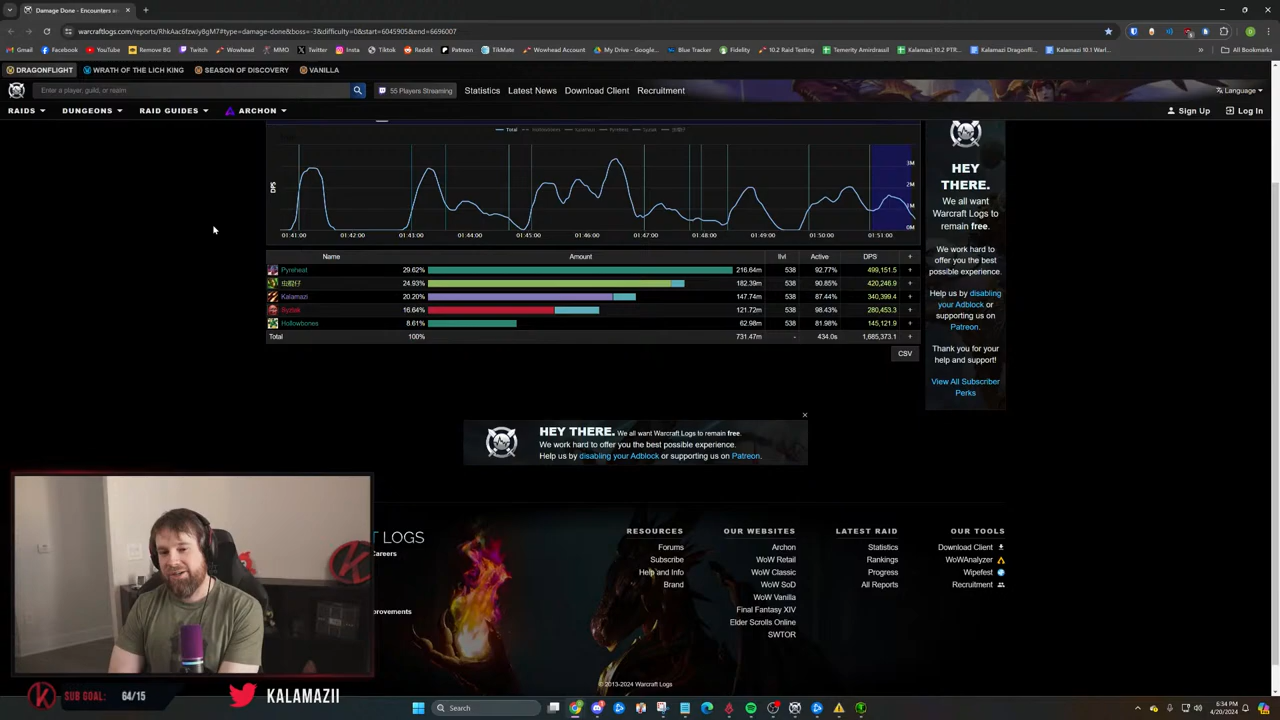 Damage Done - Encounters an
warcraftlogs.com/reports/RhkAac6fzwJyBgM7#type=damage-done&boss=-3&difficulty=0&start=6045905&end=6696007
Gmail Facebook YouTube Remove BG Twitch Wowhead MMO Twitter Insta Tiktok Reddit Patreon TikMate Wowhead Account My Drive - Google... Blue Tracker Fidelity 10.2 Raid Testing Temerity Amirdrassil Kalamazi 10.2 PTR... Kalamazi Dragonfli... Kalamazi 10.1 Warl... All Bookmarks
DRAGONFLIGHT WRATH OF THE LICH KING SEASON OF DISCOVERY VANILLA
Enter a player, guild, or realm
55 Players Streaming Statistics Latest News Download Client Recruitment
Language
RAIDS DUNGEONS RAID GUIDES ARCHON
Sign Up Log In
DPS
01:41:00 01:42:00 01:43:00 01:44:00 01:45:00 01:46:00 01:47:00 01:48:00 01:49:00 01:50:00 01:51:00
3M
2M
1M
0M
Name Amount Ilvl Active DPS +
Pyreheat 29.62% 216.64m 538 92.77% 499,151.5 +
24.93% 182.39m 538 90.85% 420,246.9 +
Kalamazi 20.20% 147.74m 538 87.44% 340,399.4 +
16.64% 121.72m 538 98.43% 280,453.3 +
Hollowbones 8.61% 62.98m 538 81.98% 145,121.9 +
Total 100% 731.47m - 434.0s 1,685,373.1 +
CSV
HEY
THERE.
We all want
Warcraft Logs to
remain free.
We work hard to
offer you the best
possible experience.
Help us by disabling
your Adblock or
supporting us on
Patreon.
Thank you for your
help and support!
View All Subscriber
Perks
HEY THERE. We all want Warcraft Logs to remain free.
We work hard to offer you the best possible experience.
Help us by disabling your Adblock or supporting us on Patreon.
T LOGS
Careers
provements
RESOURCES
Forums
Subscribe
Help and Info
Brand
OUR WEBSITES
Archon
WoW Retail
WoW Classic
WoW SoD
WoW Vanilla
Final Fantasy XIV
Elder Scrolls Online
SWTOR
LATEST RAID
Statistics
Rankings
Progress
All Reports
OUR TOOLS
Download Client
WoWAnalyzer
Wipefest
Recruitment
© 2013-2024 Warcraft Logs
SUB GOAL: 64/15 KALAMAZII
Search
6:34 PM
4/20/2024